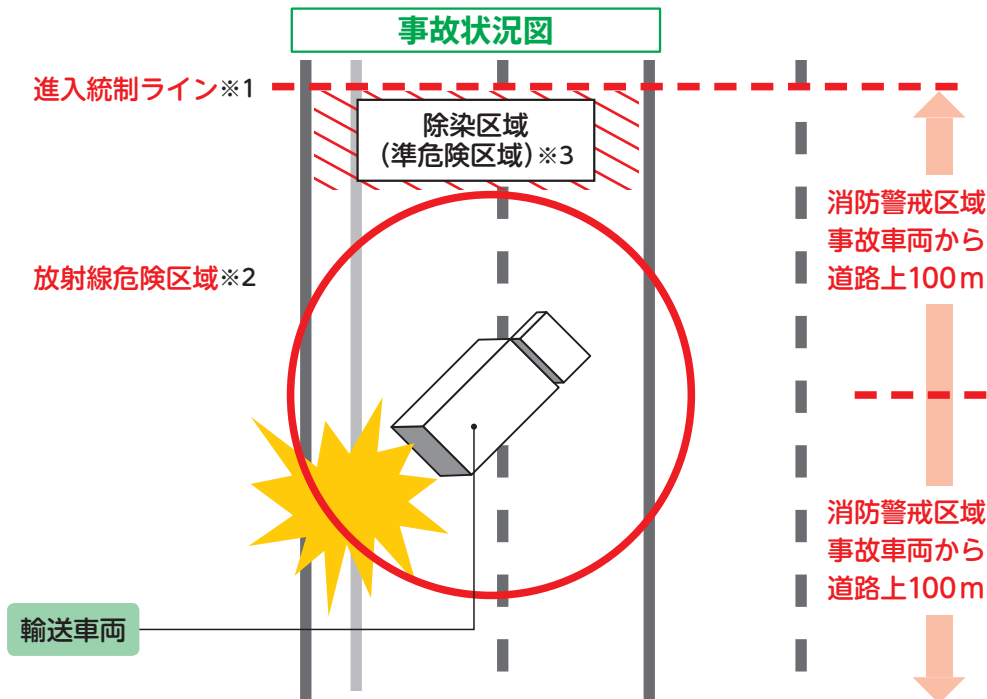 事故状況図
進入統制ライン※1
除染区域
(準危険区域)※3
消防警戒区域
事故車両から
道路上100m
放射線危険区域※2
消防警戒区域
事故車両から
道路上100m
輸送車両